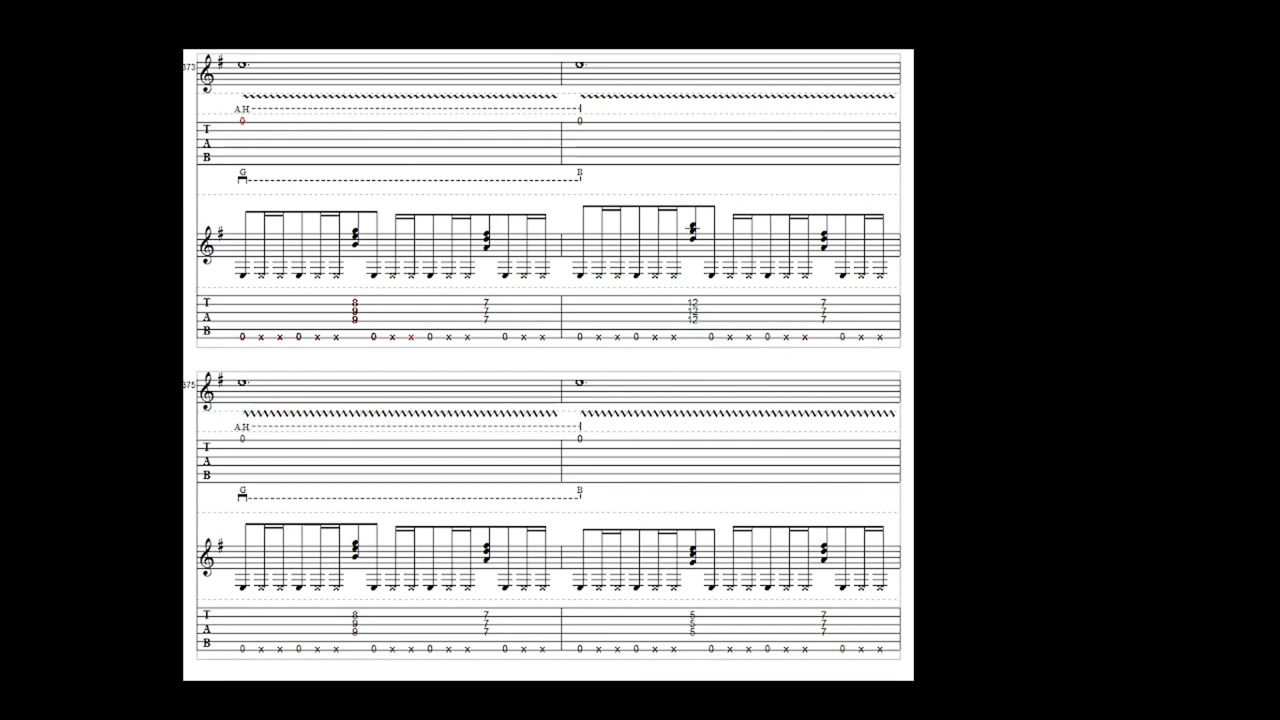 373
A.H.
0 0
T
A
B
G B
T 8 7 12 7
9 7 12 7
A 9 7 12 7
B
0 x x 0 x x 0 x x 0 x x 0 x x 0 x x 0 x x 0 x x 0 x x 0 x x
375
A.H.
0 0
T
A
B
G B
T 8 7 5 7
9 7 5 7
A 9 7 5 7
B
0 x x 0 x x 0 x x 0 x x 0 x x 0 x x 0 x x 0 x x 0 x x 0 x x